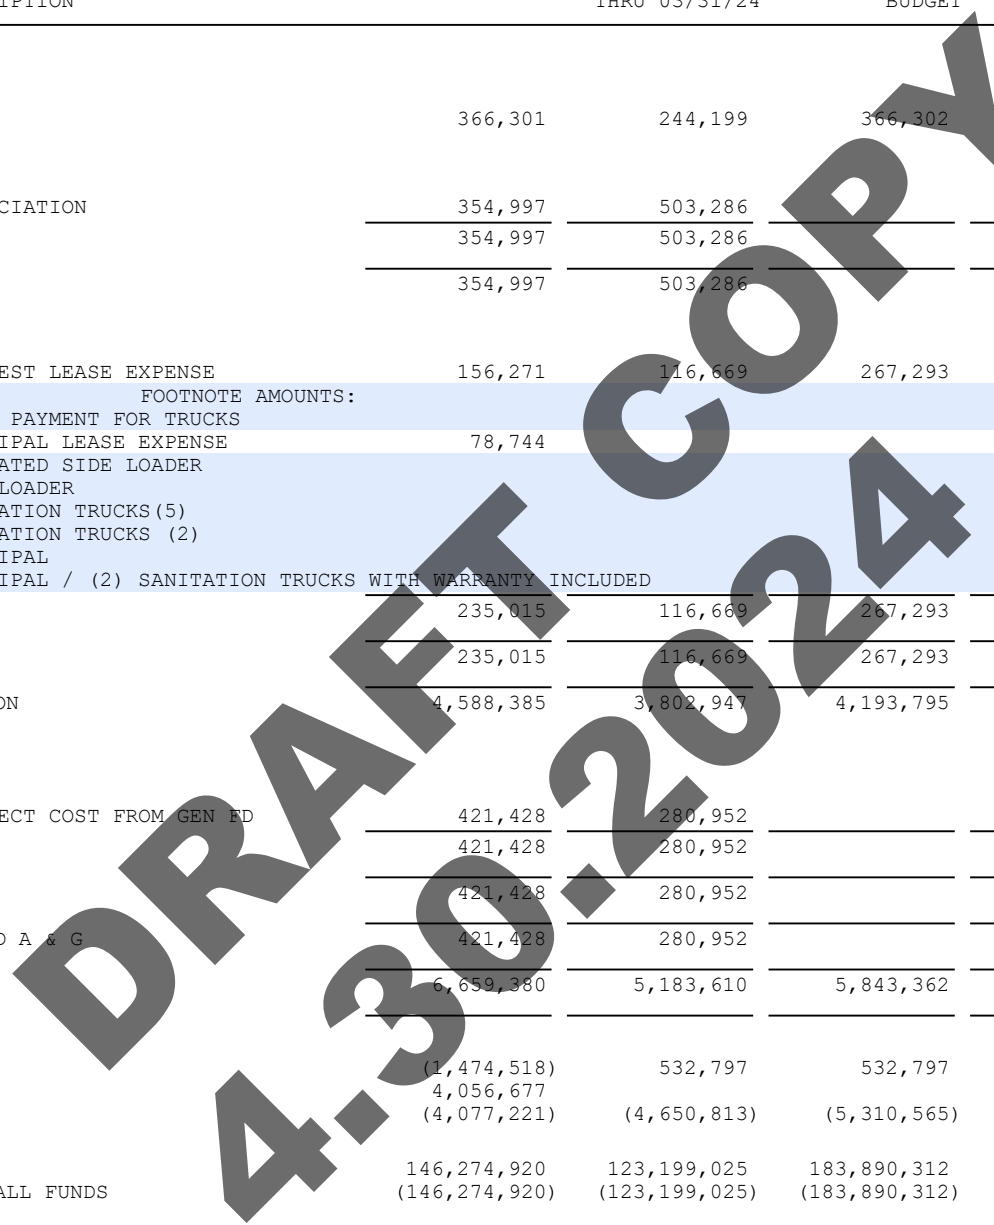 IPTION THRU 03/31/24 BUDGET
366,301 244,199 366,302
CIATION 354,997 503,286
354,997 503,286
354,997 503,286
EST LEASE EXPENSE 156,271 116,669 267,293
FOOTNOTE AMOUNTS:
PAYMENT FOR TRUCKS
IPAL LEASE EXPENSE 78,744
ATED SIDE LOADER
LOADER
ATION TRUCKS(5)
ATION TRUCKS (2)
IPAL
IPAL / (2) SANITATION TRUCKS WITH WARRANTY INCLUDED
235,015 116,669 267,293
235,015 116,669 267,293
ON 4,588,385 3,802,947 4,193,795
ECT COST FROM GEN FD 421,428 280,952
421,428 280,952
421,428 280,952
D A & G 421,428 280,952
6,659,380 5,183,610 5,843,362
(1,474,518) 532,797 532,797
4,056,677
(4,077,221) (4,650,813) (5,310,565)
146,274,920 123,199,025 183,890,312
ALL FUNDS (146,274,920) (123,199,025) (183,890,312)
DRAFT COPY
4.30.2024